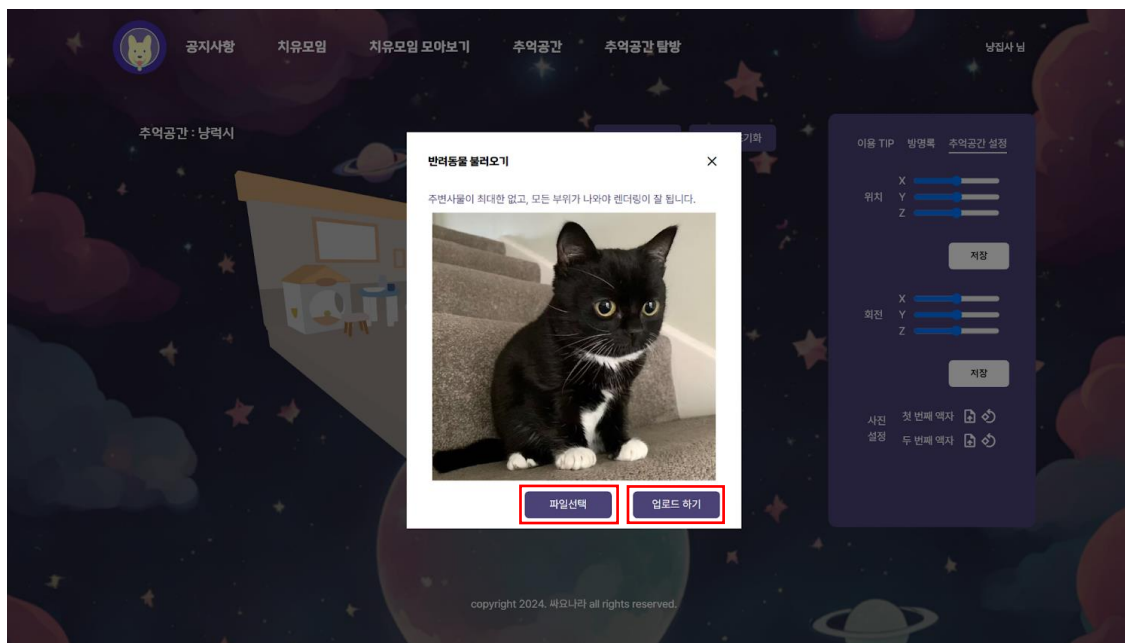 공지사항 치유모임 치유모임 모아보기 추억공간 추억공간 탐방 냥집사 님
추억공간 : 냥럭시
기화
반려동물 불러오기
주변사물이 최대한 없고, 모든 부위가 나와야 렌더링이 잘 됩니다.
파일선택 업로드 하기
이용 TIP 방명록 추억공간 설정
X
위치 Y
Z
저장
X
회전 Y
Z
저장
사진 첫 번째 액자
설정 두 번째 액자
copyright 2024. 싸요나라 all rights reserved.